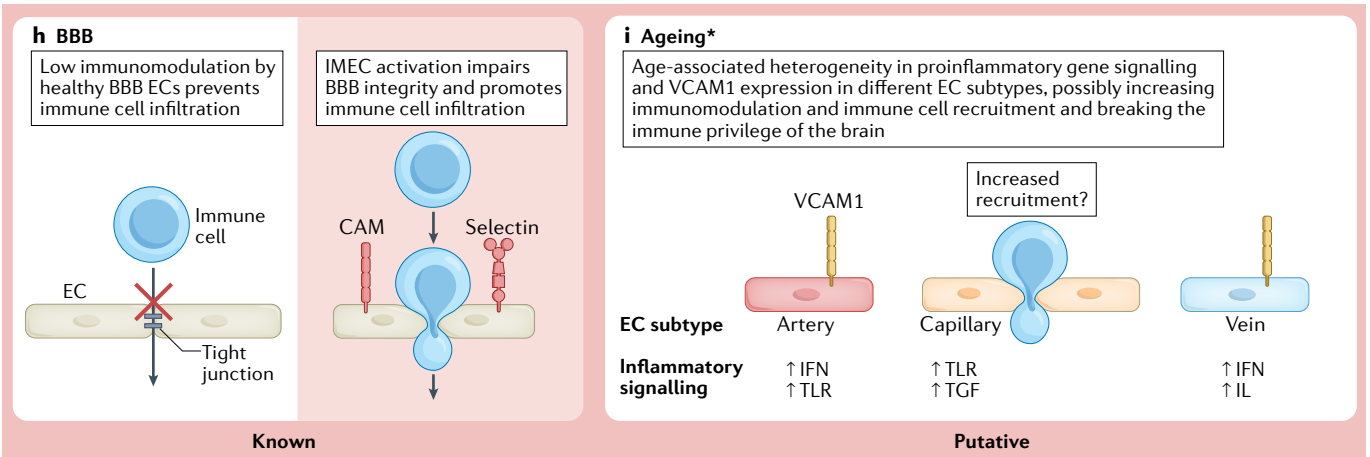 h BBB
Low immunomodulation by
healthy BBB ECs prevents
immune cell infiltration
IMEC activation impairs
BBB integrity and promotes
immune cell infiltration
Immune
cell
EC
Tight
junction
CAM
Selectin
Known
i Ageing*
Age-associated heterogeneity in proinflammatory gene signalling
and VCAM1 expression in different EC subtypes, possibly increasing
immunomodulation and immune cell recruitment and breaking the
immune privilege of the brain
VCAM1
Increased
recruitment?
EC subtype
Artery
Capillary
Vein
Inflammatory
signalling
↑ IFN
↑ TLR
↑ TLR
↑ TGF
↑ IFN
↑ IL
Putative